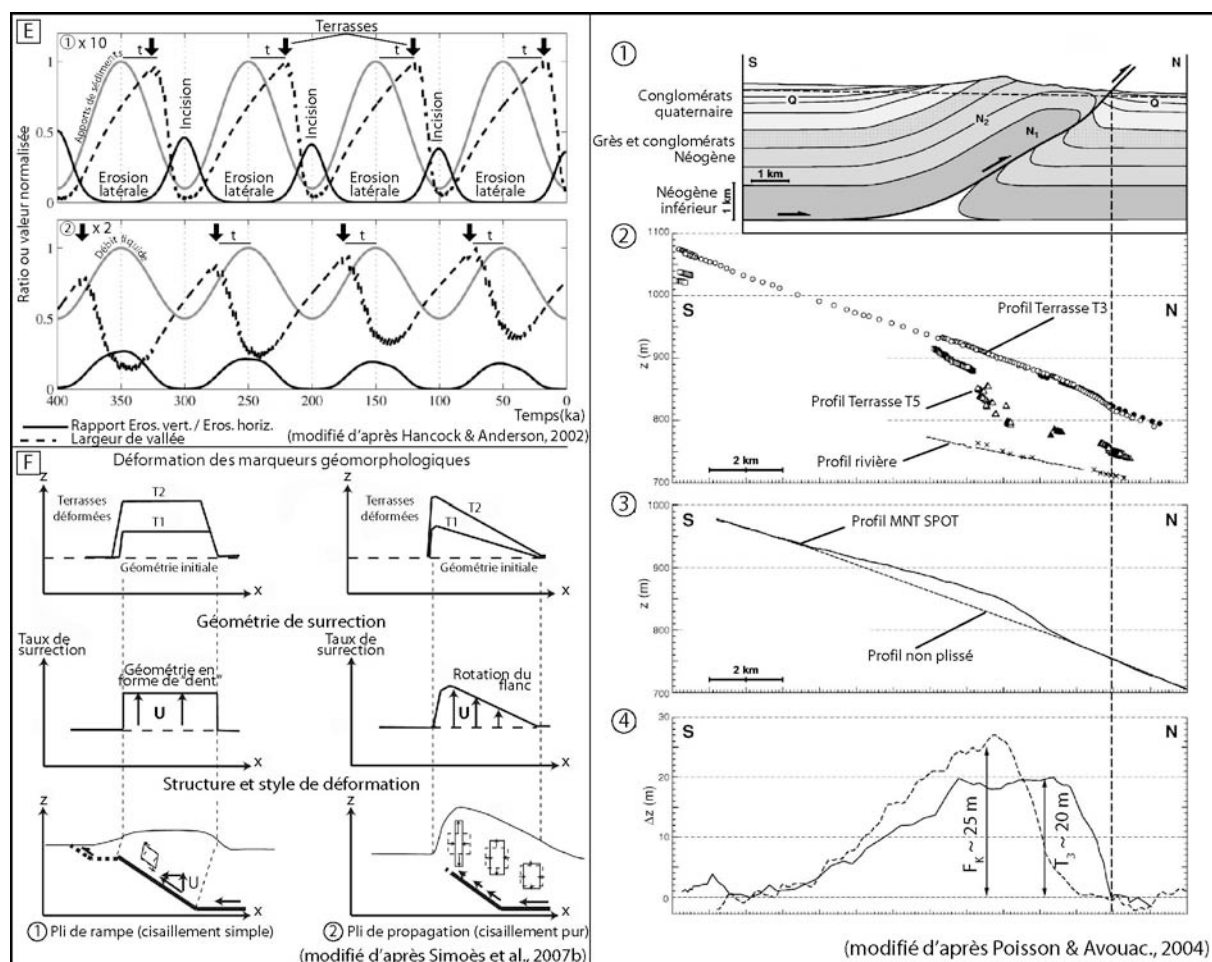 E
Terrasses
① x 10
t
t
t
t
1
Apports de sédiments
Incision
Incision
Incision
0.5
Erosion latérale
Erosion latérale
Erosion latérale
Erosion latérale
0
② x 2
t
t
t
t
1
Débit liquide
0.5
0
Ratio ou valeur normalisée
400
350
300
250
200
150
100
50
0
Temps(ka)
Rapport Eros. vert. / Eros. horiz.
Largeur de vallée
(modifié d'après Hancock & Anderson, 2002)
F
Déformation des marqueurs géomorphologiques
z
T2
Terrasses
déformées
T1
Géométrie initiale
x
z
Terrasses
déformées
T2
T1
Géométrie initiale
x
Géométrie de surrection
Taux de
surrection
Géométrie en
forme de "dent"
U
x
Taux de
surrection
Rotation du
flanc
U
x
Structure et style de déformation
z
U
x
① Pli de rampe (cisaillement simple)
z
x
② Pli de propagation (cisaillement pur)
(modifié d'après Simoès et al., 2007b)
①
S
N
Conglomérats
quaternaire
Q
Q
N2
N1
Grès et conglomérats
Néogène
1 km
Néogène
inférieur
1 km
②
1100
1000
900
800
700
z (m)
S
N
Profil Terrasse T3
Profil Terrasse T5
Profil rivière
2 km
③
1000
900
800
700
z (m)
S
N
Profil MNT SPOT
Profil non plissé
2 km
④
30
20
10
0
Δz (m)
S
N
FK ~ 25 m
T3 ~ 20 m
(modifié d'après Poisson & Avouac., 2004)